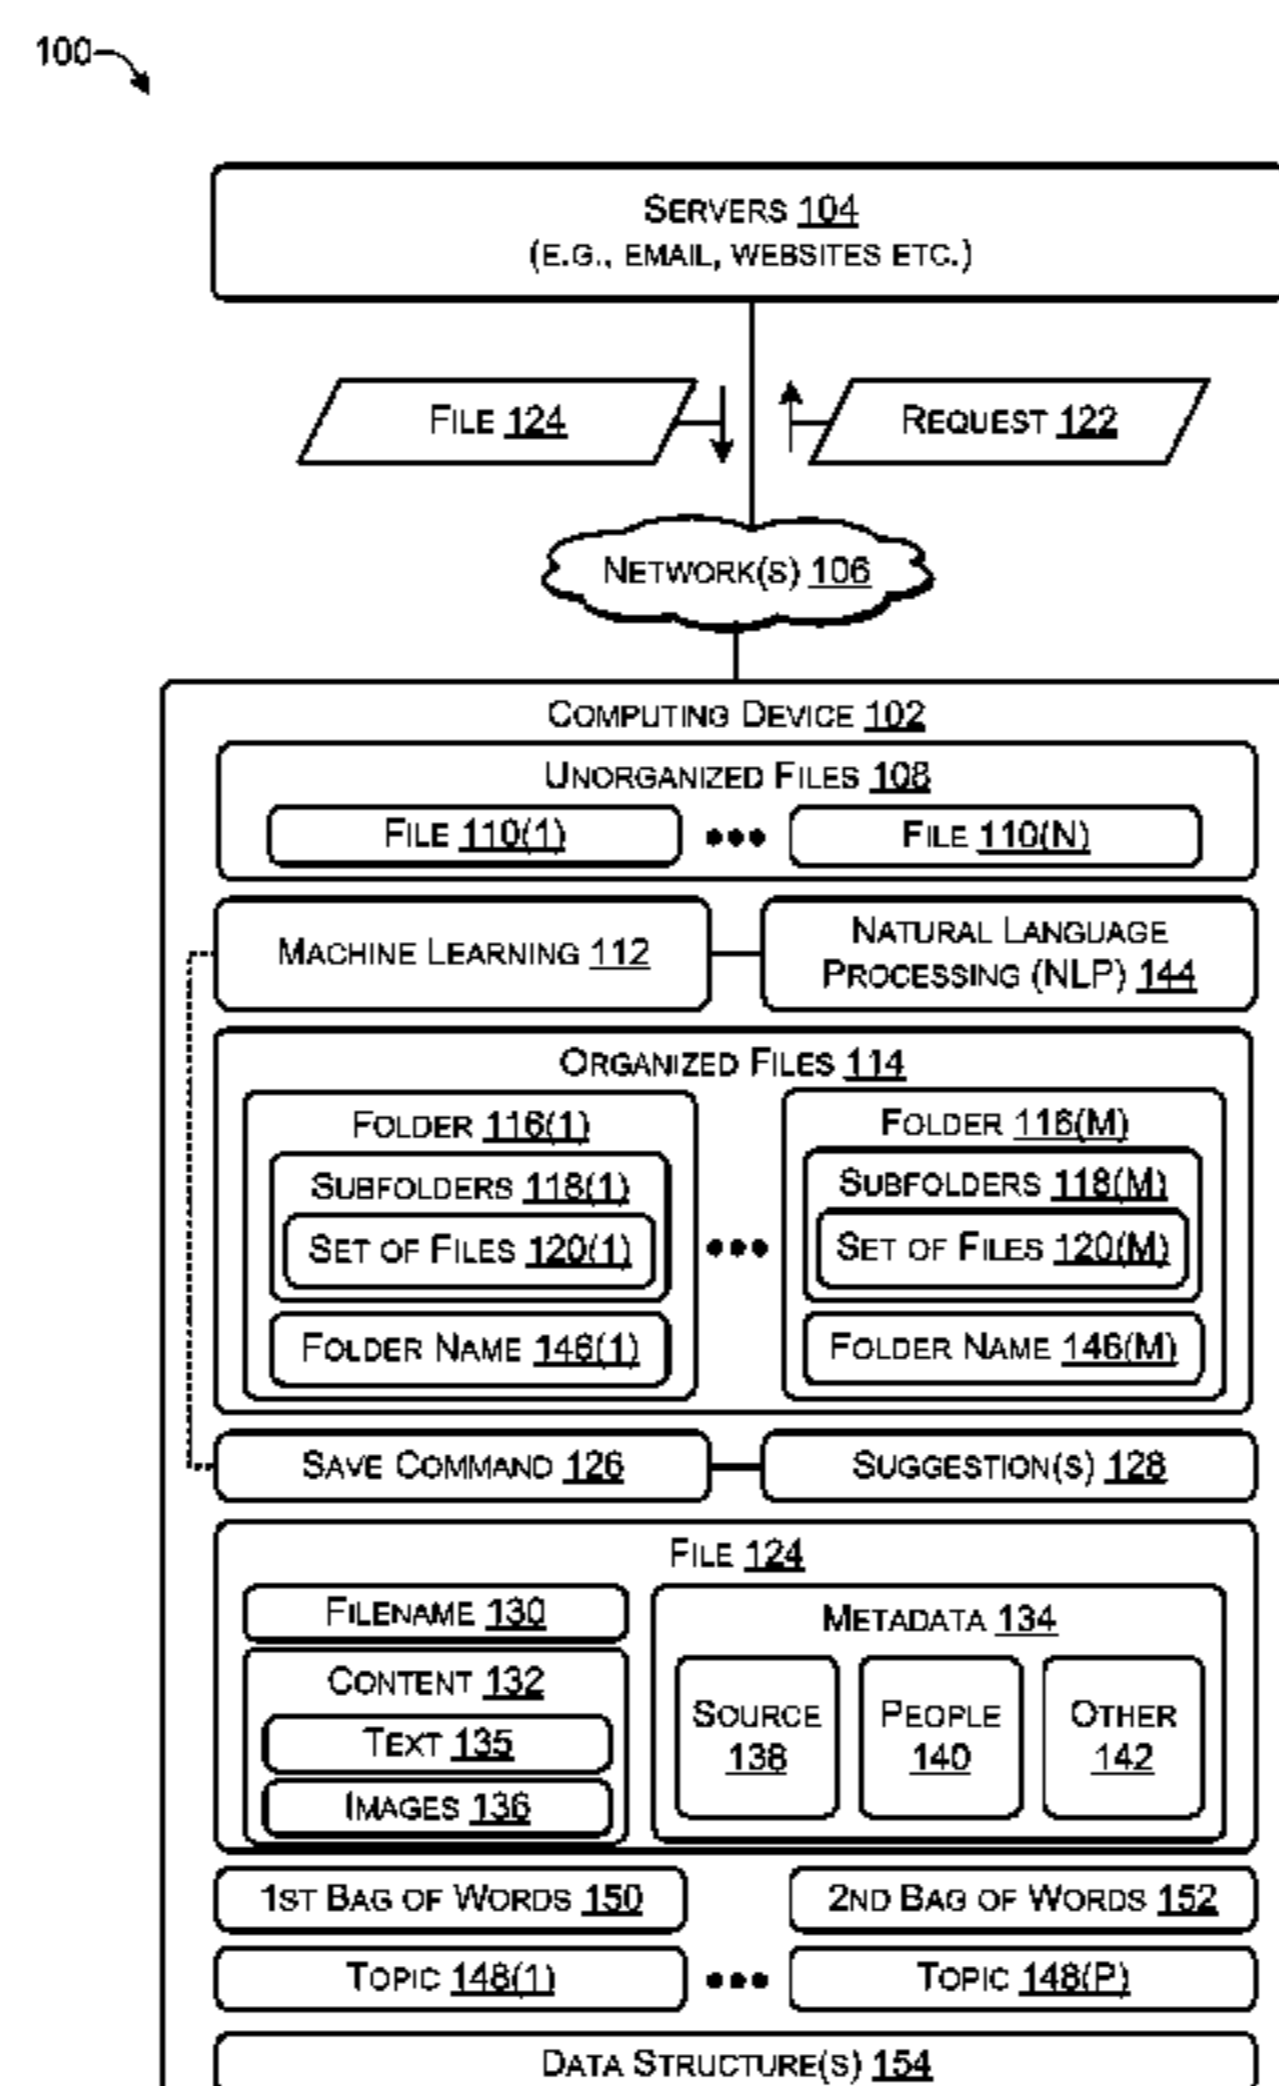 100
SERVERS 104
(E.G., EMAIL, WEBSITES ETC.)
FILE 124
REQUEST 122
NETWORK(S) 106
COMPUTING DEVICE 102
UNORGANIZED FILES 108
FILE 110(1)
FILE 110(N)
MACHINE LEARNING 112
NATURAL LANGUAGE
PROCESSING (NLP) 144
ORGANIZED FILES 114
FOLDER 116(1)
SUBFOLDERS 118(1)
SET OF FILES 120(1)
FOLDER NAME 146(1)
FOLDER 116(M)
SUBFOLDERS 118(M)
SET OF FILES 120(M)
FOLDER NAME 146(M)
SAVE COMMAND 126
SUGGESTION(S) 128
FILE 124
FILENAME 130
CONTENT 132
TEXT 135
IMAGES 136
METADATA 134
SOURCE
138
PEOPLE
140
OTHER
142
1ST BAG OF WORDS 150
2ND BAG OF WORDS 152
TOPIC 148(1)
TOPIC 148(P)
DATA STRUCTURE(S) 154